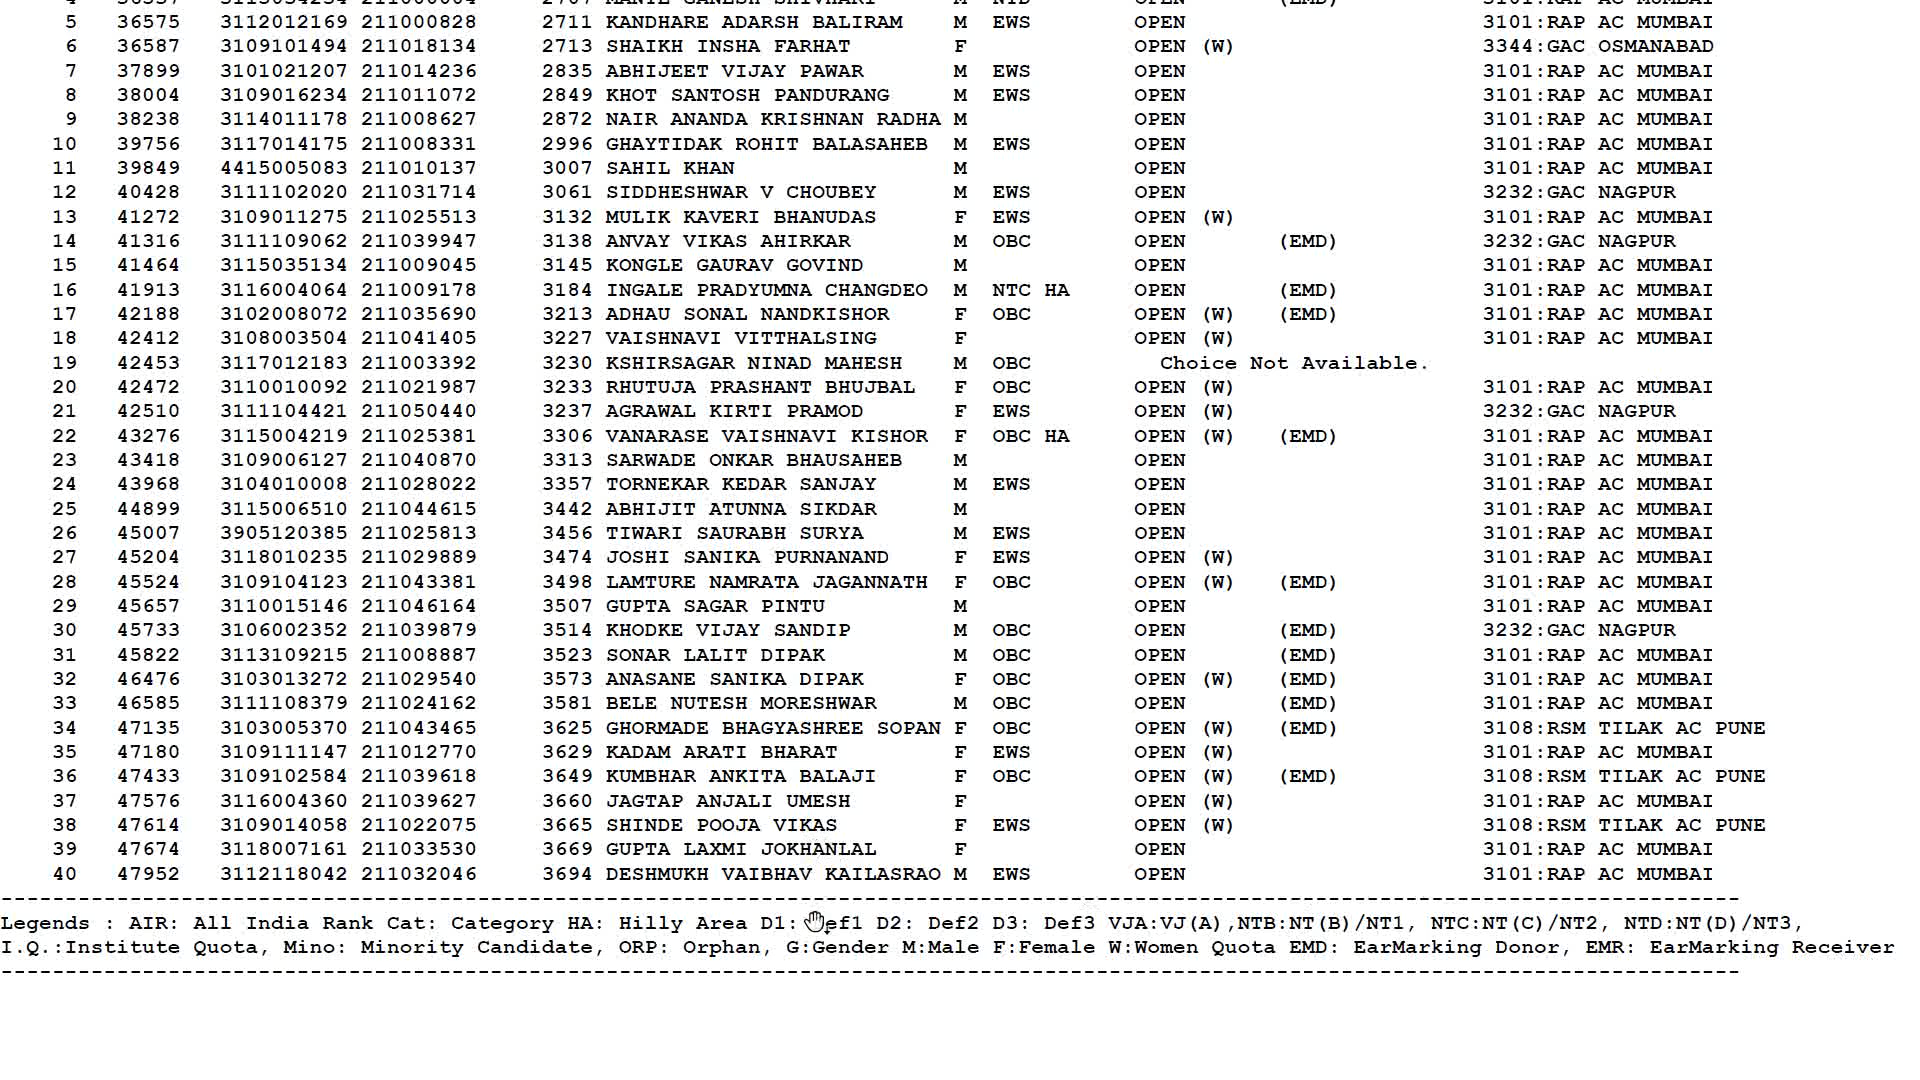 5 36575 3112012169 211000828 2711 KANDHARE ADARSH BALIRAM M EWS OPEN 3101:RAP AC MUMBAI
6 36587 3109101494 211018134 2713 SHAIKH INSHA FARHAT F OPEN (W) 3344:GAC OSMANABAD
7 37899 3101021207 211014236 2835 ABHIJEET VIJAY PAWAR M EWS OPEN 3101:RAP AC MUMBAI
8 38004 3109016234 211011072 2849 KHOT SANTOSH PANDURANG M EWS OPEN 3101:RAP AC MUMBAI
9 38238 3114011178 211008627 2872 NAIR ANANDA KRISHNAN RADHA M OPEN 3101:RAP AC MUMBAI
10 39756 3117014175 211008331 2996 GHAYTIDAK ROHIT BALASAHEB M EWS OPEN 3101:RAP AC MUMBAI
11 39849 4415005083 211010137 3007 SAHIL KHAN M OPEN 3101:RAP AC MUMBAI
12 40428 3111102020 211031714 3061 SIDDHESHWAR V CHOUBEY M EWS OPEN 3232:GAC NAGPUR
13 41272 3109011275 211025513 3132 MULIK KAVERI BHANUDAS F EWS OPEN (W) 3101:RAP AC MUMBAI
14 41316 3111109062 211039947 3138 ANVAY VIKAS AHIRKAR M OBC OPEN (EMD) 3232:GAC NAGPUR
15 41464 3115035134 211009045 3145 KONGLE GAURAV GOVIND M OPEN 3101:RAP AC MUMBAI
16 41913 3116004064 211009178 3184 INGALE PRADYUMNA CHANGDEO M NTC HA OPEN (EMD) 3101:RAP AC MUMBAI
17 42188 3102008072 211035690 3213 ADHAU SONAL NANDKISHOR F OBC OPEN (W) (EMD) 3101:RAP AC MUMBAI
18 42412 3108003504 211041405 3227 VAISHNAVI VITTHALSING F OPEN (W) 3101:RAP AC MUMBAI
19 42453 3117012183 211003392 3230 KSHIRSAGAR NINAD MAHESH M OBC Choice Not Available.
20 42472 3110010092 211021987 3233 RHUTUJA PRASHANT BHUJBAL F OBC OPEN (W) 3101:RAP AC MUMBAI
21 42510 3111104421 211050440 3237 AGRAWAL KIRTI PRAMOD F EWS OPEN (W) 3232:GAC NAGPUR
22 43276 3115004219 211025381 3306 VANARASE VAISHNAVI KISHOR F OBC HA OPEN (W) (EMD) 3101:RAP AC MUMBAI
23 43418 3109006127 211040870 3313 SARWADE ONKAR BHAUSAHEB M OPEN 3101:RAP AC MUMBAI
24 43968 3104010008 211028022 3357 TORNEKAR KEDAR SANJAY M EWS OPEN 3101:RAP AC MUMBAI
25 44899 3115006510 211044615 3442 ABHIJIT ATUNNA SIKDAR M OPEN 3101:RAP AC MUMBAI
26 45007 3905120385 211025813 3456 TIWARI SAURABH SURYA M EWS OPEN 3101:RAP AC MUMBAI
27 45204 3118010235 211029889 3474 JOSHI SANIKA PURNANAND F EWS OPEN (W) 3101:RAP AC MUMBAI
28 45524 3109104123 211043381 3498 LAMTURE NAMRATA JAGANNATH F OBC OPEN (W) (EMD) 3101:RAP AC MUMBAI
29 45657 3110015146 211046164 3507 GUPTA SAGAR PINTU M OPEN 3101:RAP AC MUMBAI
30 45733 3106002352 211039879 3514 KHODKE VIJAY SANDIP M OBC OPEN (EMD) 3232:GAC NAGPUR
31 45822 3113109215 211008887 3523 SONAR LALIT DIPAK M OBC OPEN (EMD) 3101:RAP AC MUMBAI
32 46476 3103013272 211029540 3573 ANASANE SANIKA DIPAK F OBC OPEN (W) (EMD) 3101:RAP AC MUMBAI
33 46585 3111108379 211024162 3581 BELE NUTESH MORESHWAR M OBC OPEN (EMD) 3101:RAP AC MUMBAI
34 47135 3103005370 211043465 3625 GHORMADE BHAGYASHREE SOPAN F OBC OPEN (W) (EMD) 3108:RSM TILAK AC PUNE
35 47180 3109111147 211012770 3629 KADAM ARATI BHARAT F EWS OPEN (W) 3101:RAP AC MUMBAI
36 47433 3109102584 211039618 3649 KUMBHAR ANKITA BALAJI F OBC OPEN (W) (EMD) 3108:RSM TILAK AC PUNE
37 47576 3116004360 211039627 3660 JAGTAP ANJALI UMESH F OPEN (W) 3101:RAP AC MUMBAI
38 47614 3109014058 211022075 3665 SHINDE POOJA VIKAS F EWS OPEN (W) 3108:RSM TILAK AC PUNE
39 47674 3118007161 211033530 3669 GUPTA LAXMI JOKHANLAL F OPEN 3101:RAP AC MUMBAI
40 47952 3112118042 211032046 3694 DESHMUKH VAIBHAV KAILASRAO M EWS OPEN 3101:RAP AC MUMBAI
Legends : AIR: All India Rank Cat: Category HA: Hilly Area D1: Def1 D2: Def2 D3: Def3 VJA:VJ(A),NTB:NT(B)/NT1, NTC:NT(C)/NT2, NTD:NT(D)/NT3,
I.Q.:Institute Quota, Mino: Minority Candidate, ORP: Orphan, G:Gender M:Male F:Female W:Women Quota EMD: EarMarking Donor, EMR: EarMarking Receiver